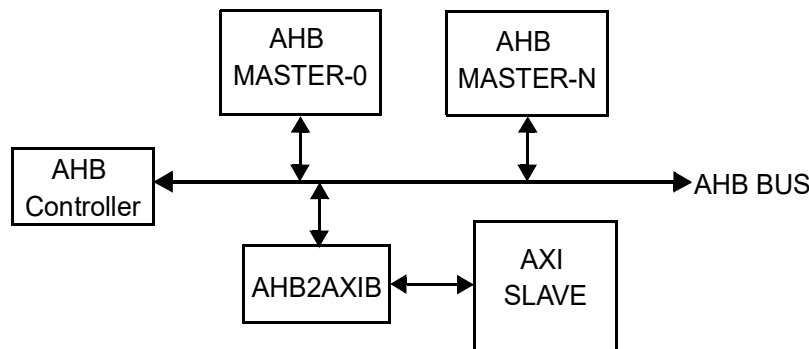 AHB
MASTER-0
AHB
MASTER-N
AHB
Controller
AHB BUS
AHB2AXIB
AXI
SLAVE